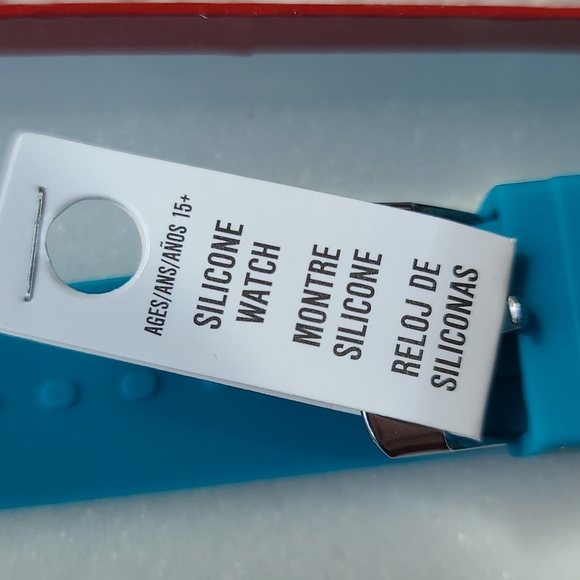 AGES/ANS/AÑOS 15+
SILICONE
WATCH
MONTRE
SILICONE
RELOJ DE
SILICONAS